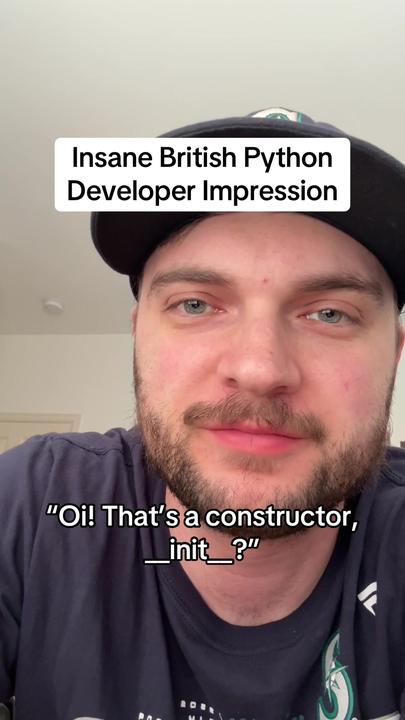 Insane British Python
Developer Impression
“Oi! That’s a constructor,
__init__?”